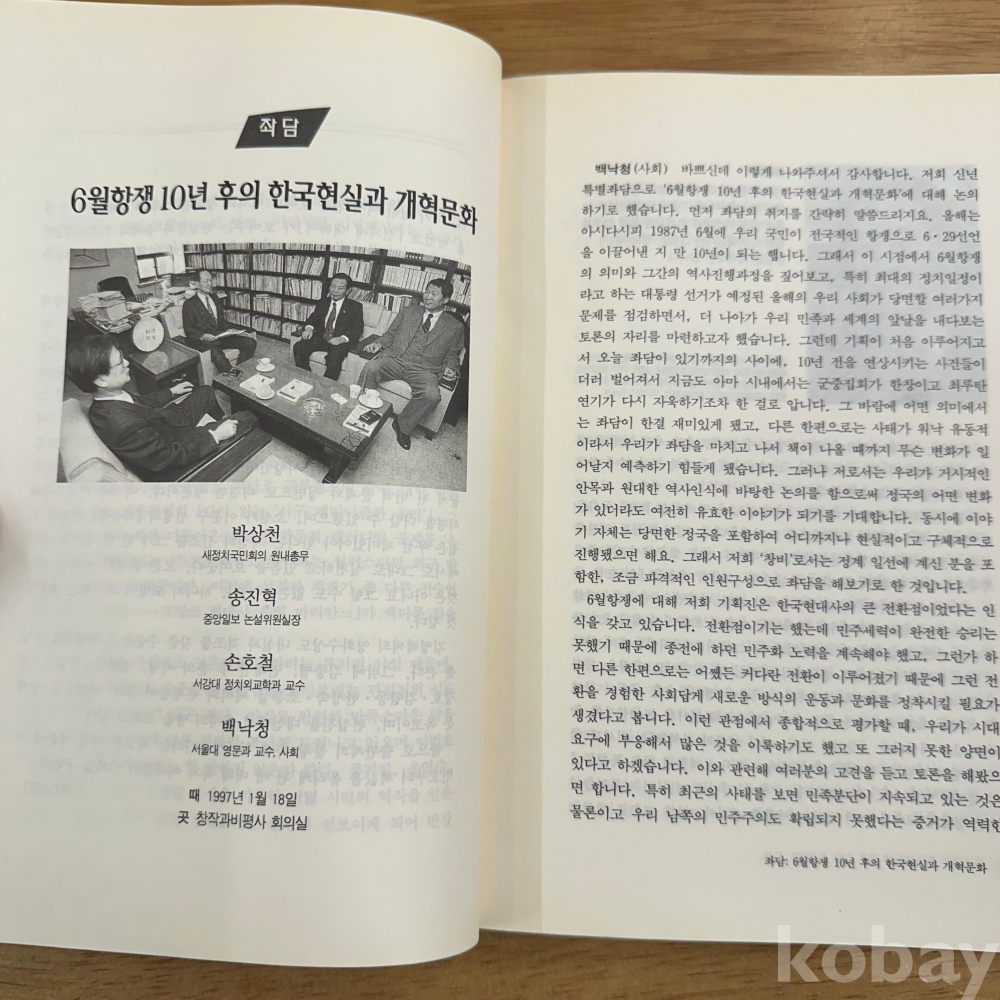 좌담
6월항쟁 10년 후의 한국현실과 개혁문화
박상천
새정치국민회의 원내총무
송진혁
중앙일보 논설위원실장
손호철
서강대 정치외교학과 교수
백낙청
서울대 영문과 교수, 사회
때 1997년 1월 18일
곳 창작과비평사 회의실
백낙청(사회) 바쁘신데 이렇게 나와주셔서 감사합니다. 저희 신년
특별좌담으로 '6월항쟁 10년 후의 한국현실과 개혁문화'에 대해 논의
하기로 했습니다. 먼저 좌담의 취지를 간략히 말씀드리지요. 올해는
아시다시피 1987년 6월에 우리 국민이 전국적인 항쟁으로 6·29선언
을 이끌어낸 지 만 10년이 되는 햅니다. 그래서 이 시점에서 6월항쟁
의 의미와 그간의 역사진행과정을 짚어보고, 특히 최대의 정치일정이
라고 하는 대통령 선거가 예정된 올해의 우리 사회가 당면할 여러가지
문제를 점검하면서, 더 나아가 우리 민족과 세계의 앞날을 내다보는
토론의 자리를 마련하고자 했습니다. 그런데 기획이 처음 이루어지고
서 오늘 좌담이 있기까지의 사이에, 10년 전을 연상시키는 사건들이
더러 벌어져서 지금도 아마 시내에서는 군중집회가 한창이고 최루탄
연기가 다시 자욱하기조차 한 걸로 압니다. 그 바람에 어떤 의미에서
는 좌담이 한결 재미있게 됐고, 다른 한편으로는 사태가 워낙 유동적
이라서 우리가 좌담을 마치고 나서 책이 나올 때까지 무슨 변화가 일
어날지 예측하기 힘들게 됐습니다. 그러나 저로서는 우리가 거시적인
안목과 원대한 역사인식에 바탕한 논의를 함으로써 정국의 어떤 변화
가 있더라도 여전히 유효한 이야기가 되기를 기대합니다. 동시에 이야
기 자체는 당면한 정국을 포함하여 어디까지나 현실적이고 구체적으로
진행됐으면 해요. 그래서 저희 '창비'로서는 정계 일선에 계신 분을 포
함한, 조금 파격적인 인원구성으로 좌담을 해보기로 한 것입니다.
6월항쟁에 대해 저희 기획진은 한국현대사의 큰 전환점이었다는 인
식을 갖고 있습니다. 전환점이기는 했는데 민주세력이 완전한 승리는
못했기 때문에 종전에 하던 민주화 노력을 계속해야 했고, 그런가 하
면 다른 한편으로는 어쨌든 커다란 전환이 이루어졌기 때문에 그런 전
환을 경험한 사회답게 새로운 방식의 운동과 문화를 정착시킬 필요가
생겼다고 봅니다. 이런 관점에서 종합적으로 평가할 때, 우리가 시대
요구에 부응해서 많은 것을 이룩하기도 했고 또 그러지 못한 양면이
있다고 하겠습니다. 이와 관련해 여러분의 고견을 듣고 토론을 해봤으
면 합니다. 특히 최근의 사태를 보면 민족분단이 지속되고 있는 것은
물론이고 우리 남쪽의 민주주의도 확립되지 못했다는 증거가 역력한
좌담: 6월항쟁 10년 후의 한국현실과 개혁문화
kobay